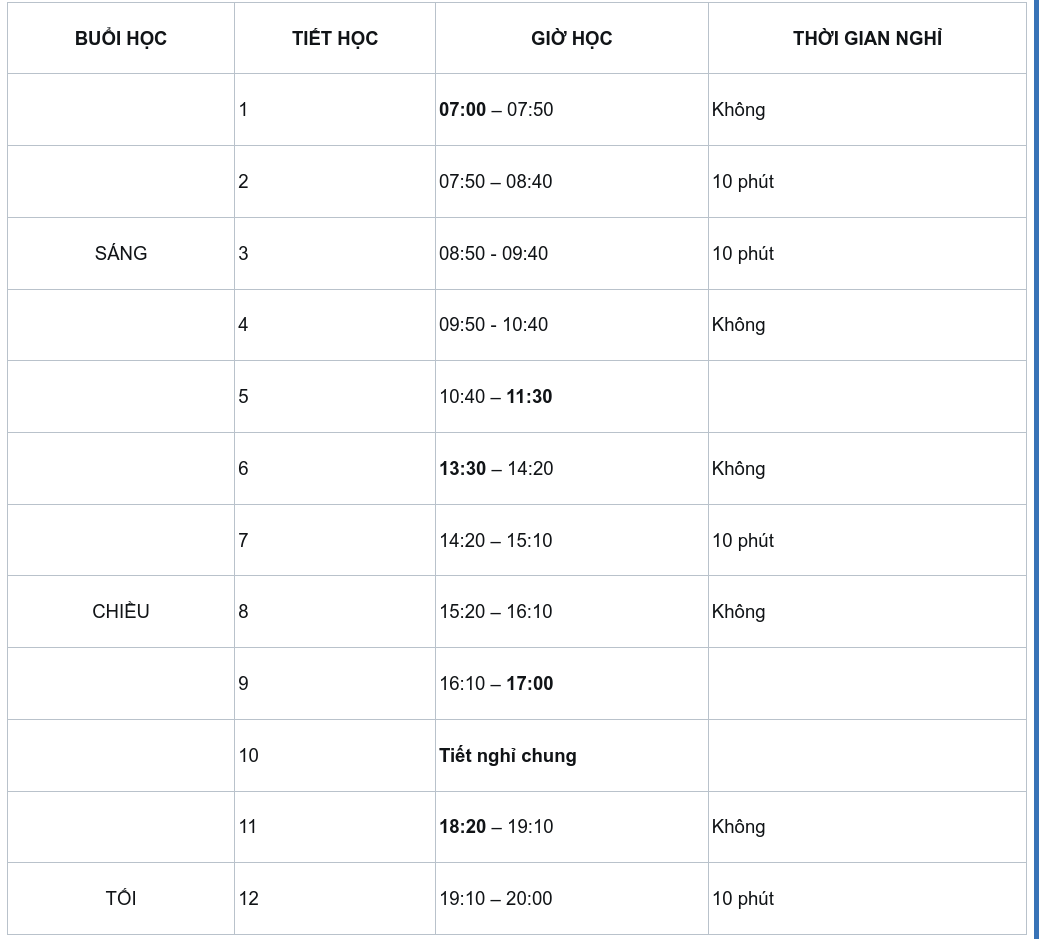 BUỔI HỌC TIẾT HỌC GIỜ HỌC THỜI GIAN NGHỈ
1 07:00 – 07:50 Không
2 07:50 – 08:40 10 phút
SÁNG 3 08:50 - 09:40 10 phút
4 09:50 - 10:40 Không
5 10:40 – 11:30
6 13:30 – 14:20 Không
7 14:20 – 15:10 10 phút
CHIỀU 8 15:20 – 16:10 Không
9 16:10 – 17:00
10 Tiết nghỉ chung
11 18:20 – 19:10 Không
TỐI 12 19:10 – 20:00 10 phút